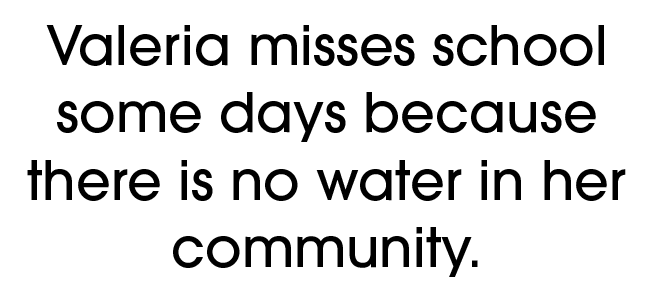 Valeria misses school
some days because
there is no water in her
community.